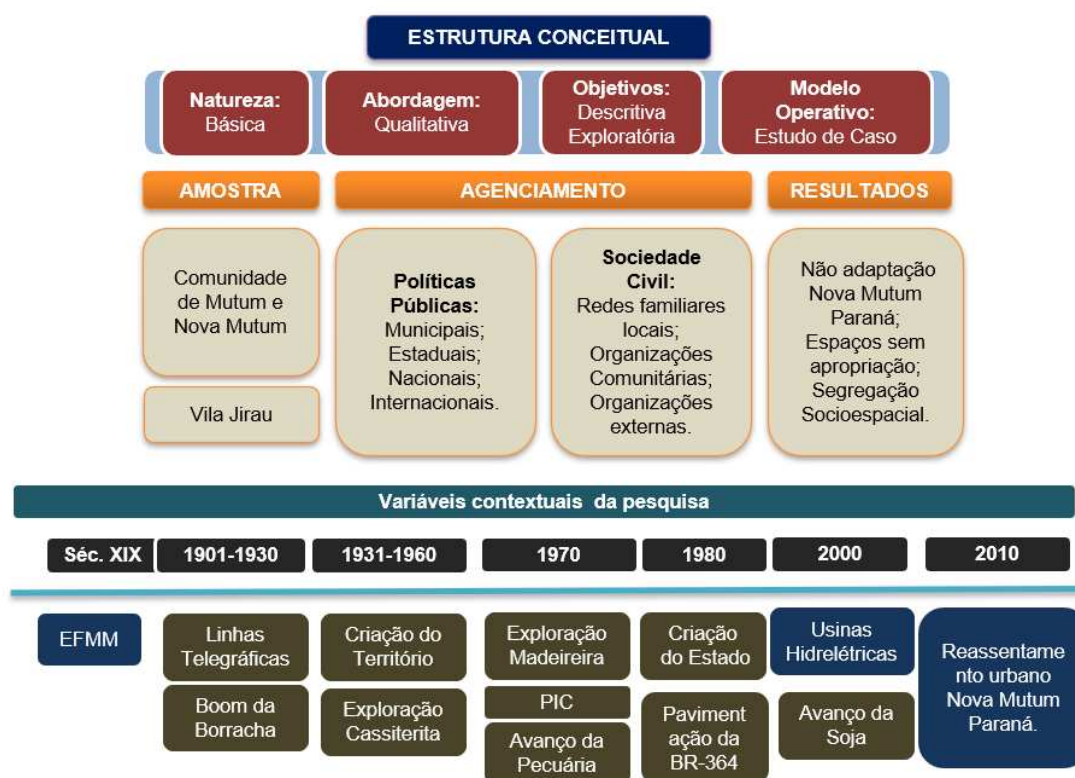 ESTRUTURA CONCEITUAL
Natureza:
Básica
Abordagem:
Qualitativa
Objetivos:
Descritiva
Exploratória
Modelo
Operativo:
Estudo de Caso
AMOSTRA
AGENCIAMENTO
RESULTADOS
Comunidade
de Mutum e
Nova Mutum
Vila Jirau
Políticas
Públicas:
Municipais;
Estaduais;
Nacionais;
Internacionais.
Sociedade
Civil:
Redes familiares
locais;
Organizações
Comunitárias;
Organizações
externas.
Não adaptação
Nova Mutum
Paraná;
Espaços sem
apropriação;
Segregação
Socioespacial.
Variáveis contextuais da pesquisa
Séc. XIX
1901-1930
1931-1960
1970
1980
2000
2010
EFMM
Linhas
Telegráficas
Boom da
Borracha
Criação do
Território
Exploração
Cassiterita
Exploração
Madeireira
PIC
Avanço da
Pecuária
Criação
do Estado
Paviment
ação da
BR-364
Usinas
Hidrelétricas
Avanço da
Soja
Reassentame
nto urbano
Nova Mutum
Paraná.